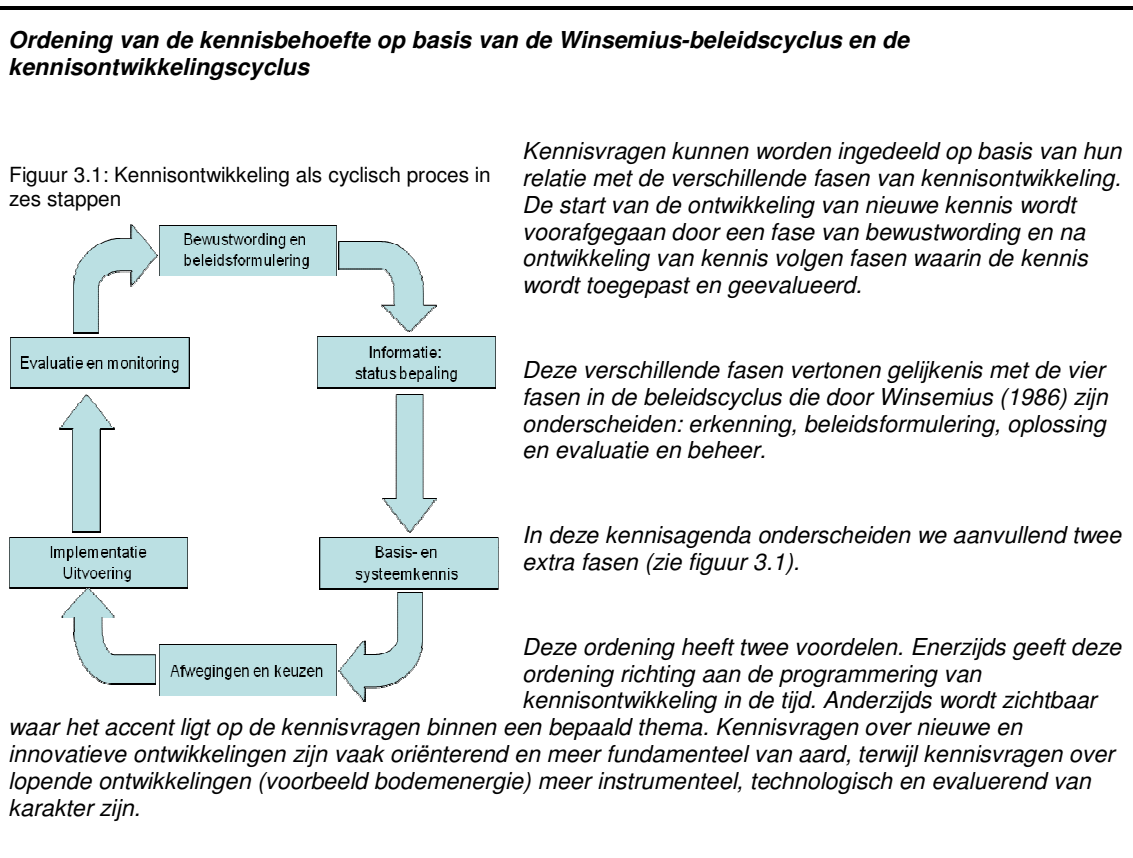 Ordening van de kennisbehoefte op basis van de Winsemius-beleidscyclus en de
kennisontwikkelingscyclus
Figuur 3.1: Kennisontwikkeling als cyclisch proces in
zes stappen
Bewustwording en
beleidsformulering
Informatie:
status bepaling
Basis- en
systeemkennis
Afwegingen en keuzen
Implementatie
Uitvoering
Evaluatie en monitoring
Kennisvragen kunnen worden ingedeeld op basis van hun
relatie met de verschillende fasen van kennisontwikkeling.
De start van de ontwikkeling van nieuwe kennis wordt
voorafgegaan door een fase van bewustwording en na
ontwikkeling van kennis volgen fasen waarin de kennis
wordt toegepast en geevalueerd.
Deze verschillende fasen vertonen gelijkenis met de vier
fasen in de beleidscyclus die door Winsemius (1986) zijn
onderscheiden: erkenning, beleidsformulering, oplossing
en evaluatie en beheer.
In deze kennisagenda onderscheiden we aanvullend twee
extra fasen (zie figuur 3.1).
Deze ordening heeft twee voordelen. Enerzijds geeft deze
ordening richting aan de programmering van
kennisontwikkeling in de tijd. Anderzijds wordt zichtbaar
waar het accent ligt op de kennisvragen binnen een bepaald thema. Kennisvragen over nieuwe en
innovatieve ontwikkelingen zijn vaak oriënterend en meer fundamenteel van aard, terwijl kennisvragen over
lopende ontwikkelingen (voorbeeld bodemenergie) meer instrumenteel, technologisch en evaluerend van
karakter zijn.